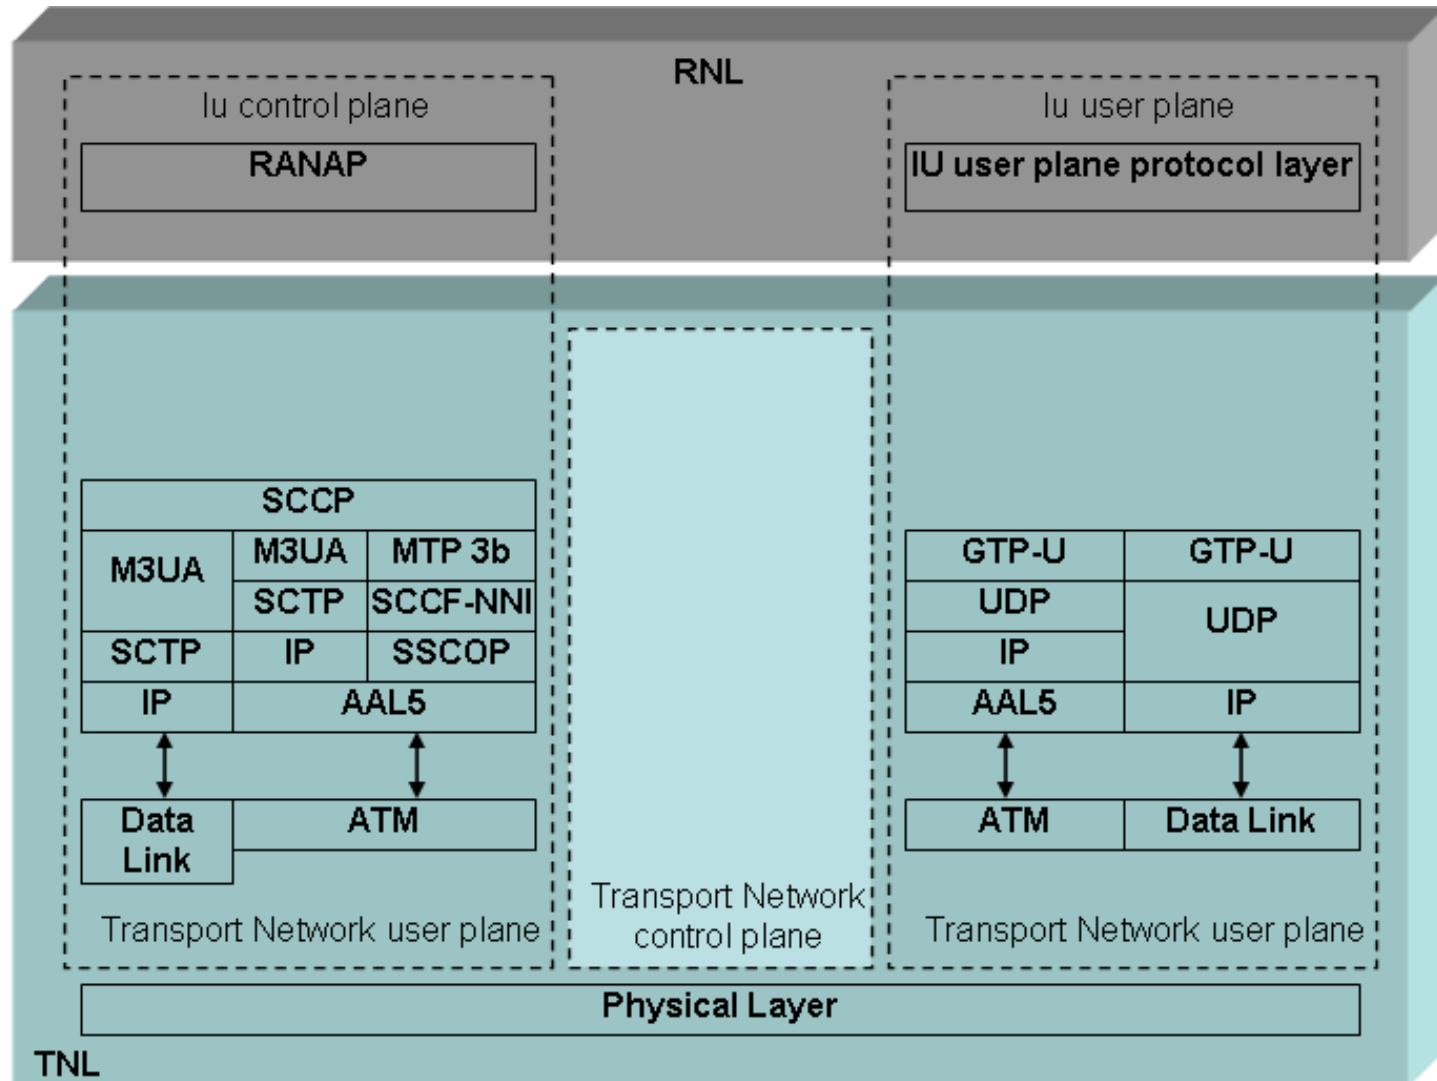 RNL
Iu control plane
Iu user plane
RANAP
IU user plane protocol layer
SCCP
M3UA
M3UA
MTP 3b
SCTP
SCCF-NNI
SCTP
IP
SSCOP
IP
AAL5
Data
Link
ATM
Transport Network user plane
Transport Network
control plane
GTP-U
GTP-U
UDP
UDP
IP
AAL5
IP
ATM
Data Link
Transport Network user plane
Physical Layer
TNL